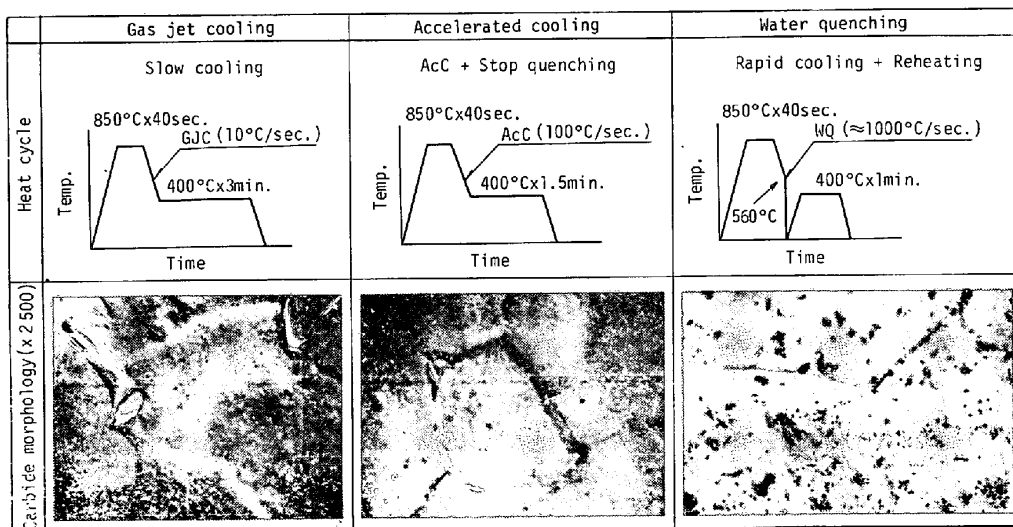 Gas jet cooling
Accelerated cooling
Water quenching
Heat cycle
Slow cooling
850°Cx40sec.
GJC (10°C/sec.)
400°Cx3min.
Temp.
Time
AcC + Stop quenching
850°Cx40sec.
AcC (100°C/sec.)
400°Cx1.5min.
Temp.
Time
Rapid cooling + Reheating
850°Cx40sec.
WQ (≈1000°C/sec.)
400°Cx1min.
560°C
Temp.
Time
Carbide morphology (x 2500)